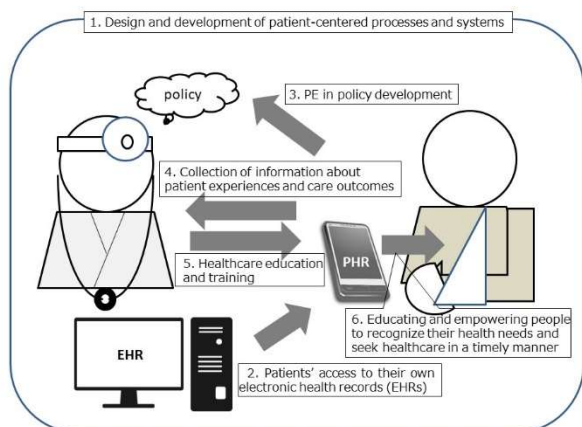 1. Design and development of patient-centered processes and systems
policy
3. PE in policy development
4. Collection of information about
patient experiences and care outcomes
PHR
5. Healthcare education
and training
6. Educating and empowering people
to recognize their health needs and
seek healthcare in a timely manner
EHR
2. Patients' access to their own
electronic health records (EHRs)